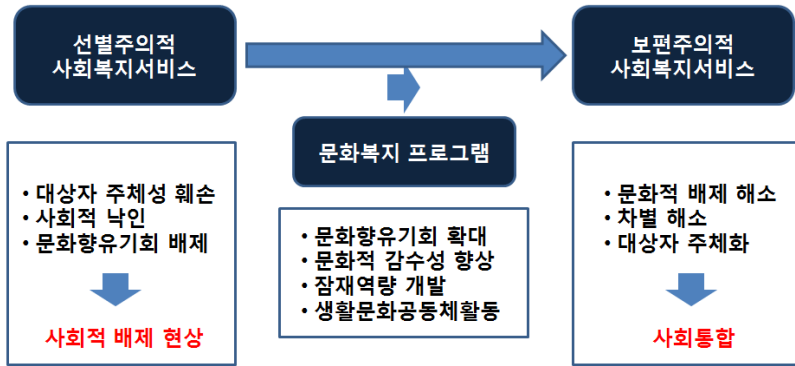 선별주의적
사회복지서비스
보편주의적
사회복지서비스
문화복지 프로그램
• 대상자 주체성 훼손
• 사회적 낙인
• 문화향유기회 배제
사회적 배제 현상
• 문화향유기회 확대
• 문화적 감수성 향상
• 잠재역량 개발
• 생활문화공동체활동
• 문화적 배제 해소
• 차별 해소
• 대상자 주체화
사회통합